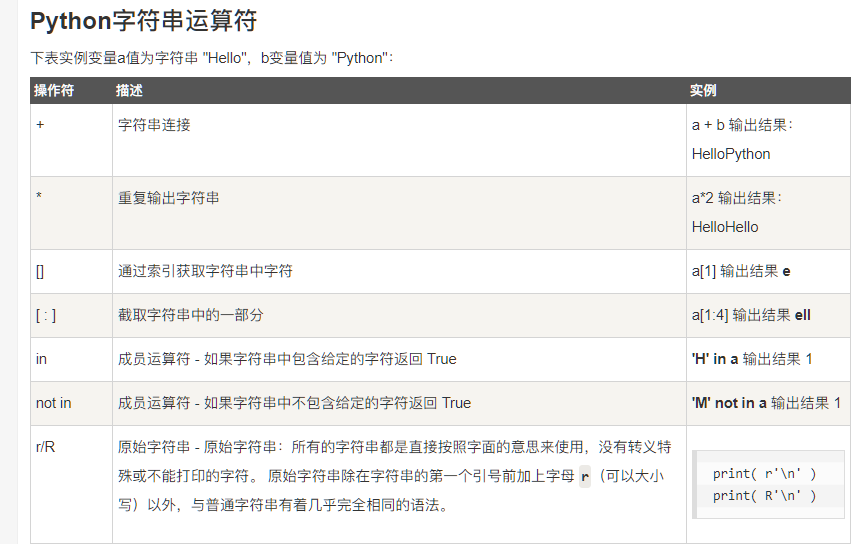 Python字符串运算符
下表实例变量a值为字符串 "Hello"，b变量值为 "Python"：
操作符 描述 实例
+ 字符串连接 a + b 输出结果：
HelloPython
* 重复输出字符串 a*2 输出结果：
HelloHello
[] 通过索引获取字符串中字符 a[1] 输出结果 e
[ : ] 截取字符串中的一部分 a[1:4] 输出结果 ell
in 成员运算符 - 如果字符串中包含给定的字符返回 True 'H' in a 输出结果 1
not in 成员运算符 - 如果字符串中不包含给定的字符返回 True 'M' not in a 输出结果 1
r/R 原始字符串 - 原始字符串：所有的字符串都是直接按照字面的意思来使用，没有转义特
殊或不能打印的字符。 原始字符串除在字符串的第一个引号前加上字母 r（可以大小
写）以外，与普通字符串有着几乎完全相同的语法。
print( r'\n' )
print( R'\n' )